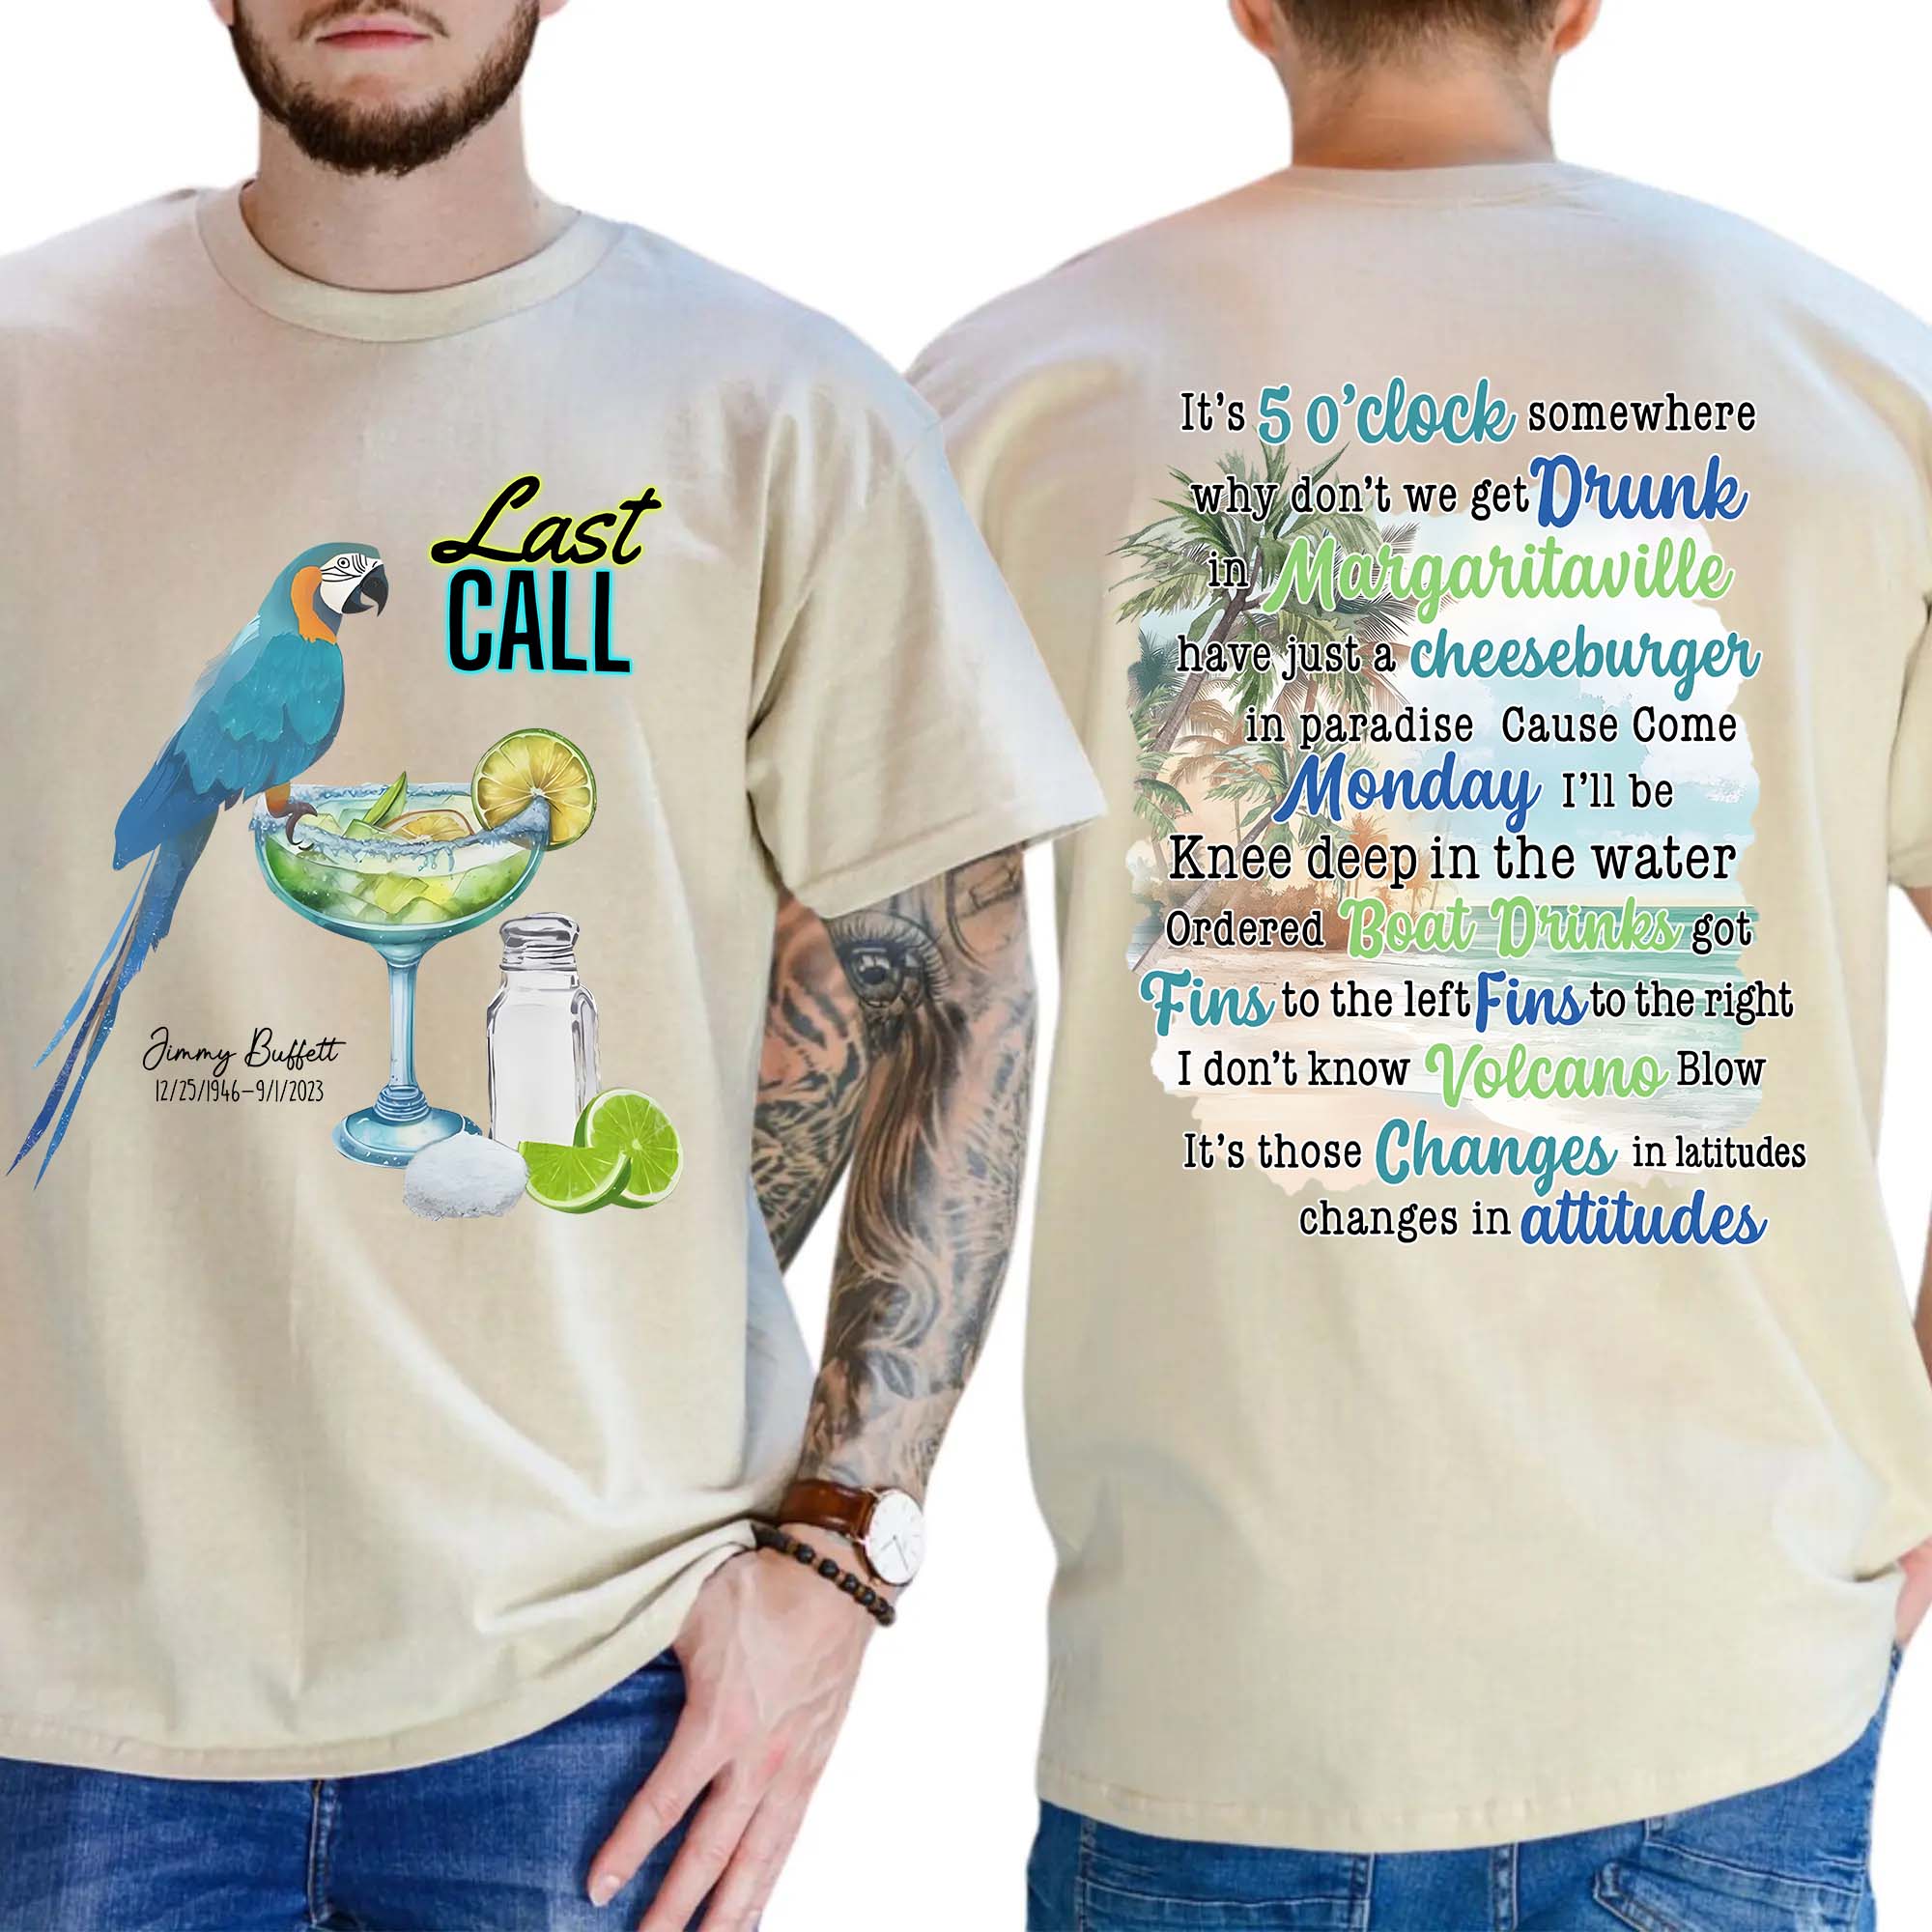 Last
CALL
Jimmy Buffett
12/25/1946–9/1/2023
It's 5 o'clock somewhere
why don't we get Drunk
in Margaritaville
have just a cheeseburger
in paradise Cause Come
Monday I'll be
Knee deep in the water
Ordered Boat Drinks got
Fins to the left Fins to the right
I don't know Volcano Blow
It's those Changes in latitudes
changes in attitudes